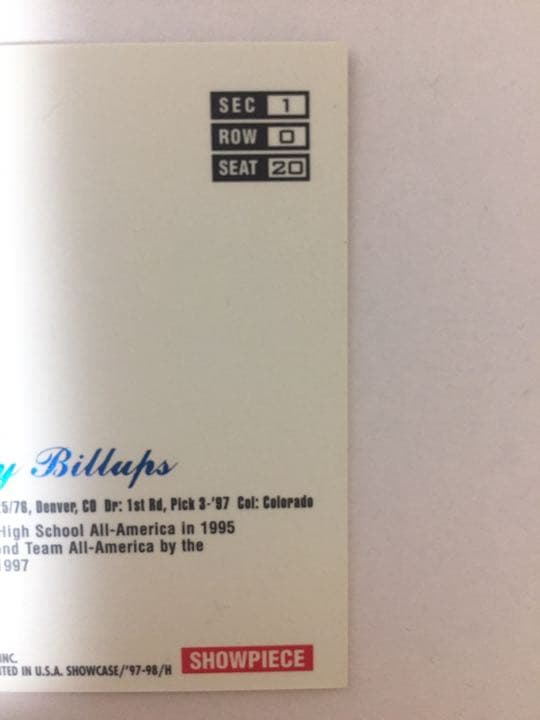 SEC 1
ROW 0
SEAT 20
y Billups
5/76, Denver, CO Dr: 1st Rd, Pick 3-'97 Col: Colorado
High School All-America in 1995
nd Team All-America by the
1997
INC.
TED IN U.S.A. SHOWCASE/'97-98/H
SHOWPIECE